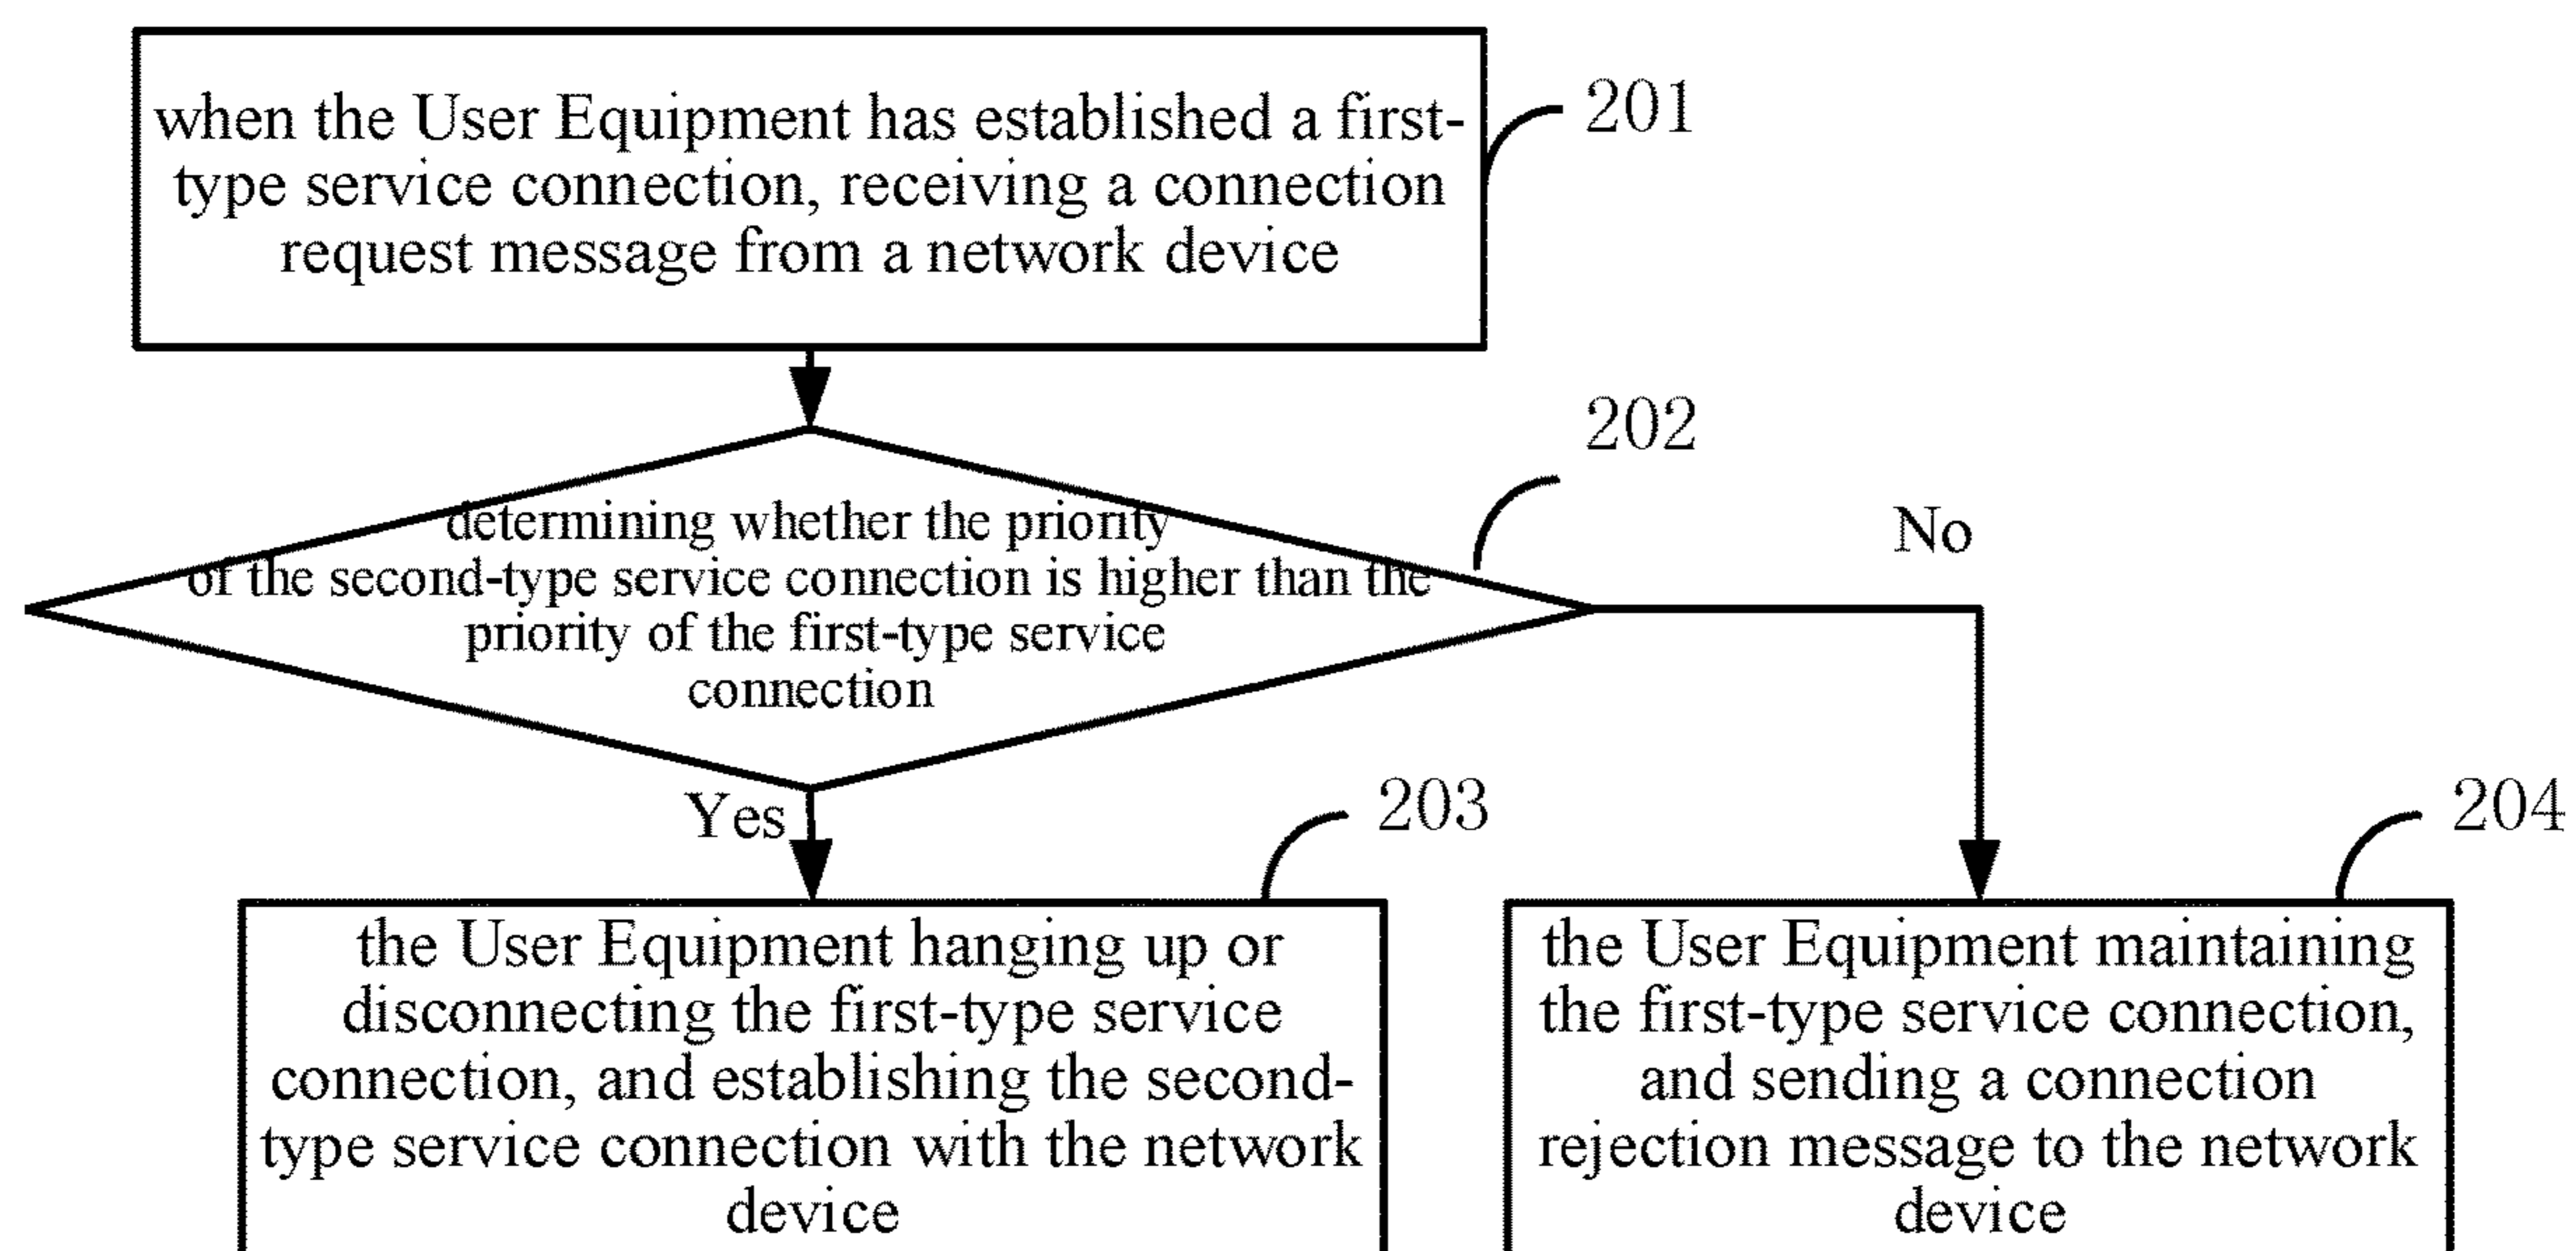 when the User Equipment has established a first-
type service connection, receiving a connection
request message from a network device
201
202
determining whether the priority
of the second-type service connection is higher than the
priority of the first-type service
connection
No
Yes
203
204
the User Equipment hanging up or
disconnecting the first-type service
connection, and establishing the second-
type service connection with the network
device
the User Equipment maintaining
the first-type service connection,
and sending a connection
rejection message to the network
device